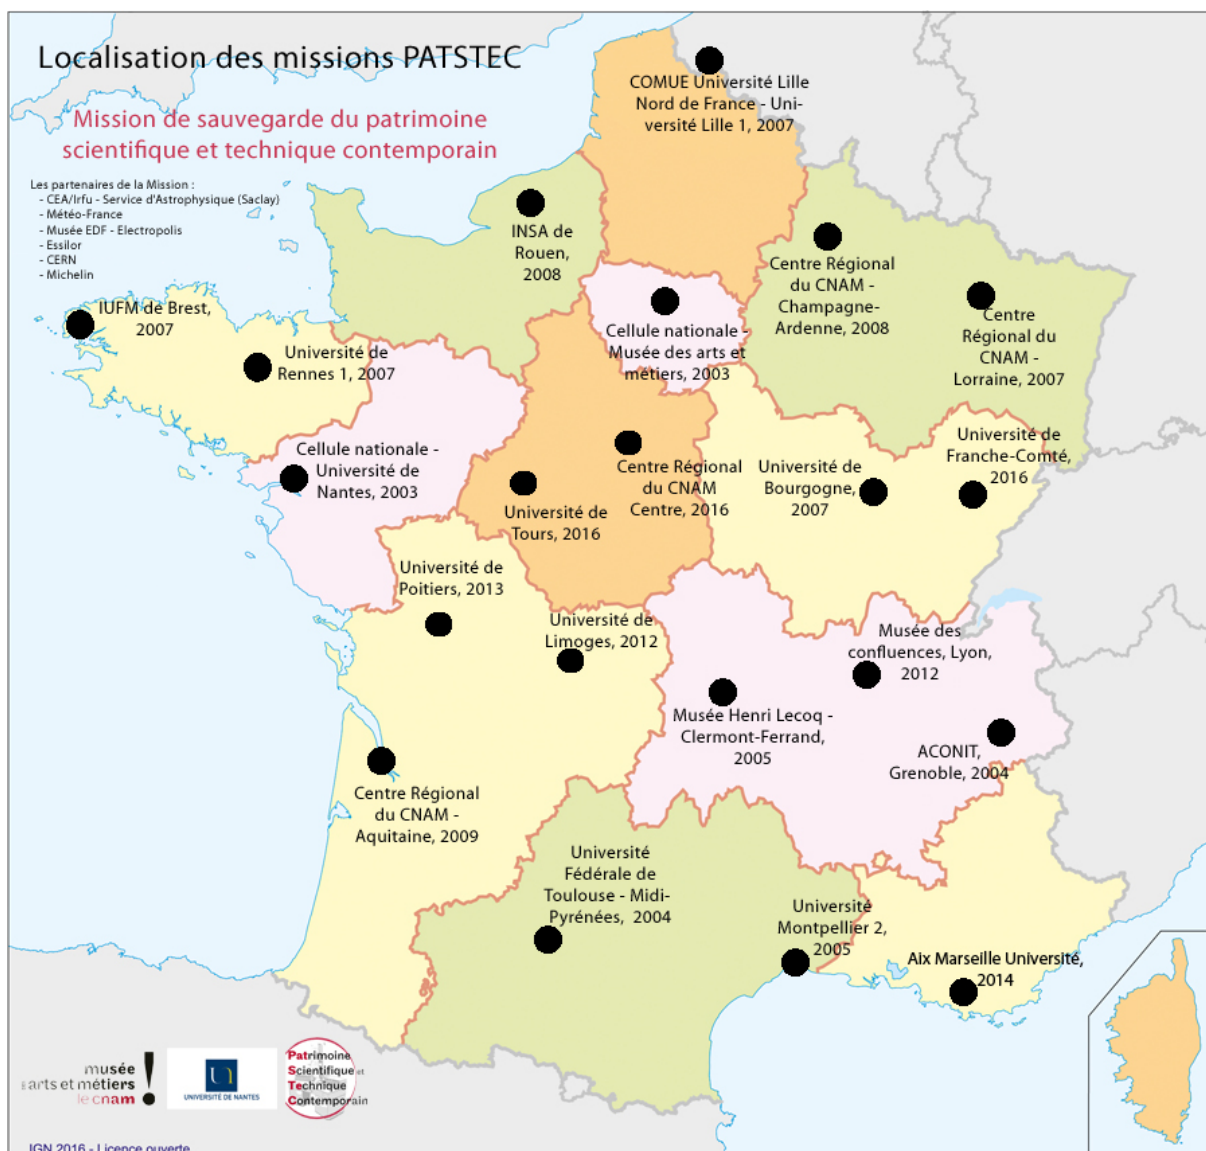 Localisation des missions PATSTEC
Mission de sauvegarde du patrimoine
scientifique et technique contemporain
Les partenaires de la Mission :
- CEA/Irfu - Service d'Astrophysique (Saclay)
- Météo-France
- Musée EDF - Electropolis
- Essilor
- CERN
- Michelin
COMUE Université Lille
Nord de France - Uni-
versité Lille 1, 2007
INSA de
Rouen,
2008
Centre Régional
du CNAM -
Champagne-
Ardenne, 2008
Centre
Régional du
CNAM -
Lorraine, 2007
Cellule nationale -
Musée des arts et
métiers, 2003
IUFM de Brest,
2007
Université de
Rennes 1, 2007
Cellule nationale -
Université de
Nantes, 2003
Centre Régional
du CNAM
Centre, 2016
Université de
Tours, 2016
Université de
Bourgogne,
2007
Université de
Franche-Comté,
2016
Université de
Poitiers, 2013
Université de
Limoges, 2012
Musée des
confluences, Lyon,
2012
Musée Henri Lecoq -
Clermont-Ferrand,
2005
ACONIT,
Grenoble, 2004
Centre Régional
du CNAM -
Aquitaine, 2009
Université
Fédérale de
Toulouse - Midi-
Pyrénées, 2004
Université
Montpellier 2,
2005
Aix Marseille Université,
2014
musée
des arts et métiers
le cnam
UNIVERSITÉ DE NANTES
Patrimoine
Scientifique et
Technique
Contemporain
IGN 2016 - Licence ouverte